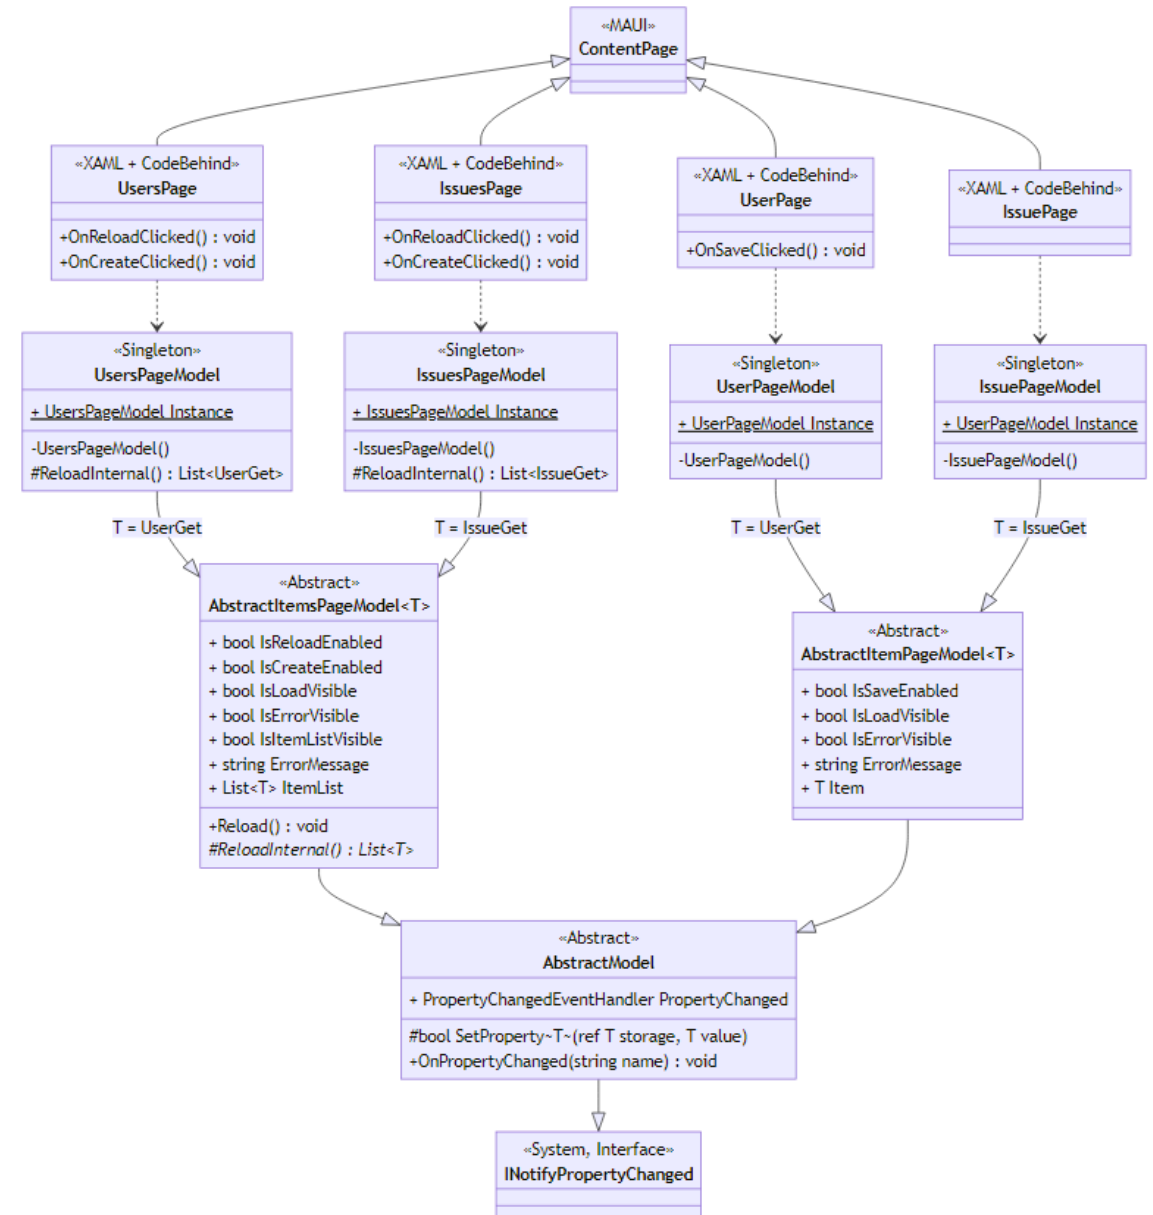 «MAUI»
ContentPage
«XAML + CodeBehind»
UsersPage
+OnReloadClicked() : void
+OnCreateClicked() : void
«XAML + CodeBehind»
IssuesPage
+OnReloadClicked() : void
+OnCreateClicked() : void
«XAML + CodeBehind»
UserPage
+OnSaveClicked() : void
«XAML + CodeBehind»
IssuePage
«Singleton»
UsersPageModel
+ UsersPageModel Instance
-UsersPageModel()
#ReloadInternal() : List<UserGet>
«Singleton»
IssuesPageModel
+ IssuesPageModel Instance
-IssuesPageModel()
#ReloadInternal() : List<IssueGet>
«Singleton»
UserPageModel
+ UserPageModel Instance
-UserPageModel()
«Singleton»
IssuePageModel
+ UserPageModel Instance
-IssuePageModel()
T = UserGet
T = IssueGet
T = UserGet
T = IssueGet
«Abstract»
AbstractItemsPageModel<T>
+ bool IsReloadEnabled
+ bool IsCreateEnabled
+ bool IsLoadVisible
+ bool IsErrorVisible
+ bool IsItemListVisible
+ string ErrorMessage
+ List<T> ItemList
+Reload() : void
#ReloadInternal() : List<T>
«Abstract»
AbstractItemPageModel<T>
+ bool IsSaveEnabled
+ bool IsLoadVisible
+ bool IsErrorVisible
+ string ErrorMessage
+ T Item
«Abstract»
AbstractModel
+ PropertyChangedEventHandler PropertyChanged
#bool SetProperty~T~(ref T storage, T value)
+OnPropertyChanged(string name) : void
«System, Interface»
INotifyPropertyChanged